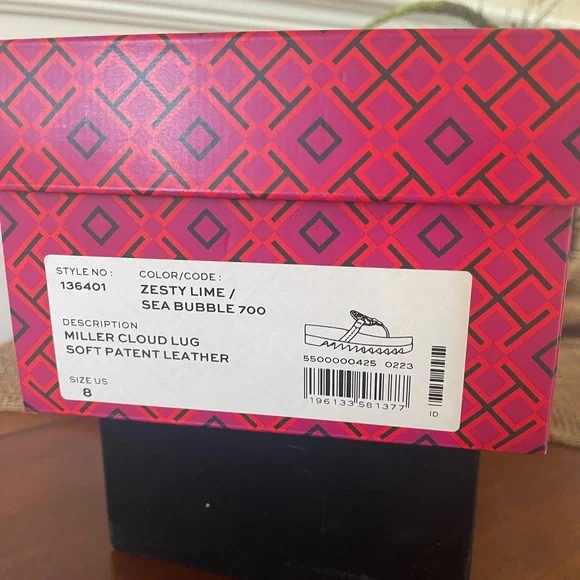 STYLE NO :
136401
COLOR/CODE :
ZESTY LIME /
SEA BUBBLE 700
DESCRIPTION
MILLER CLOUD LUG
SOFT PATENT LEATHER
SIZE US
8
5500000425 0223
196133581377
ID